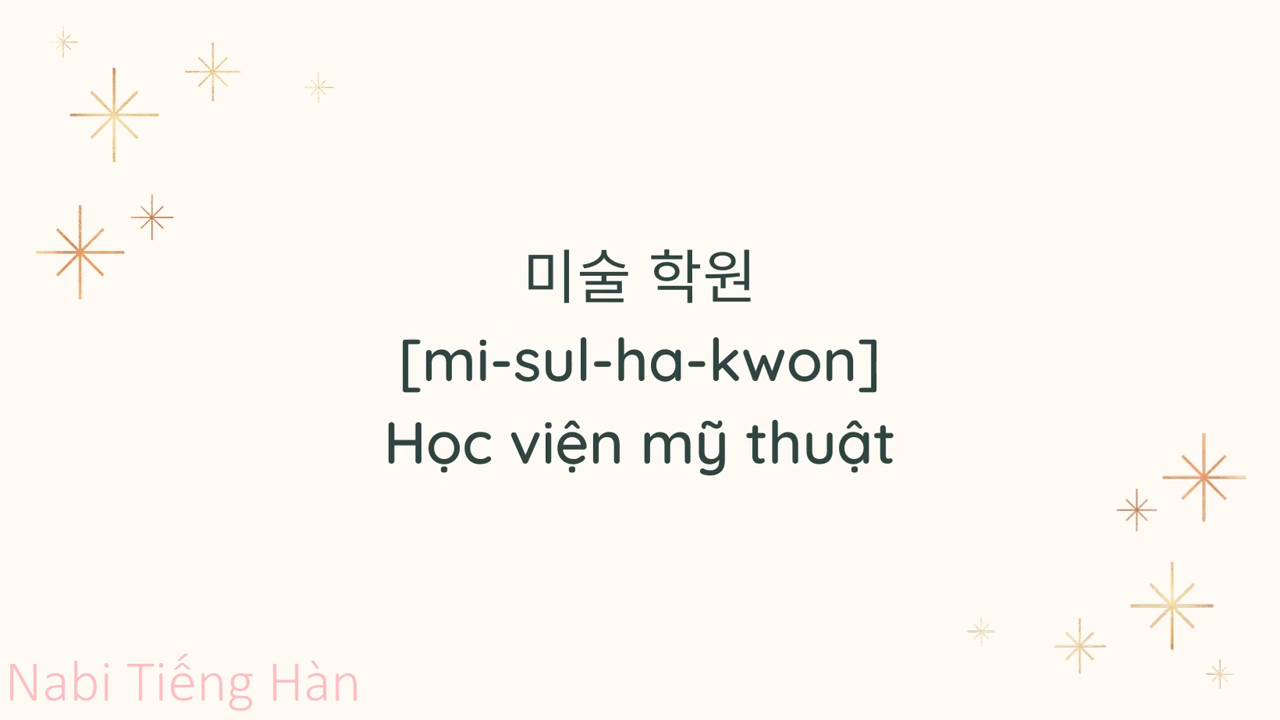 미술 학원
[mi-sul-ha-kwon]
Học viện mỹ thuật
Nabi Tiếng Hàn